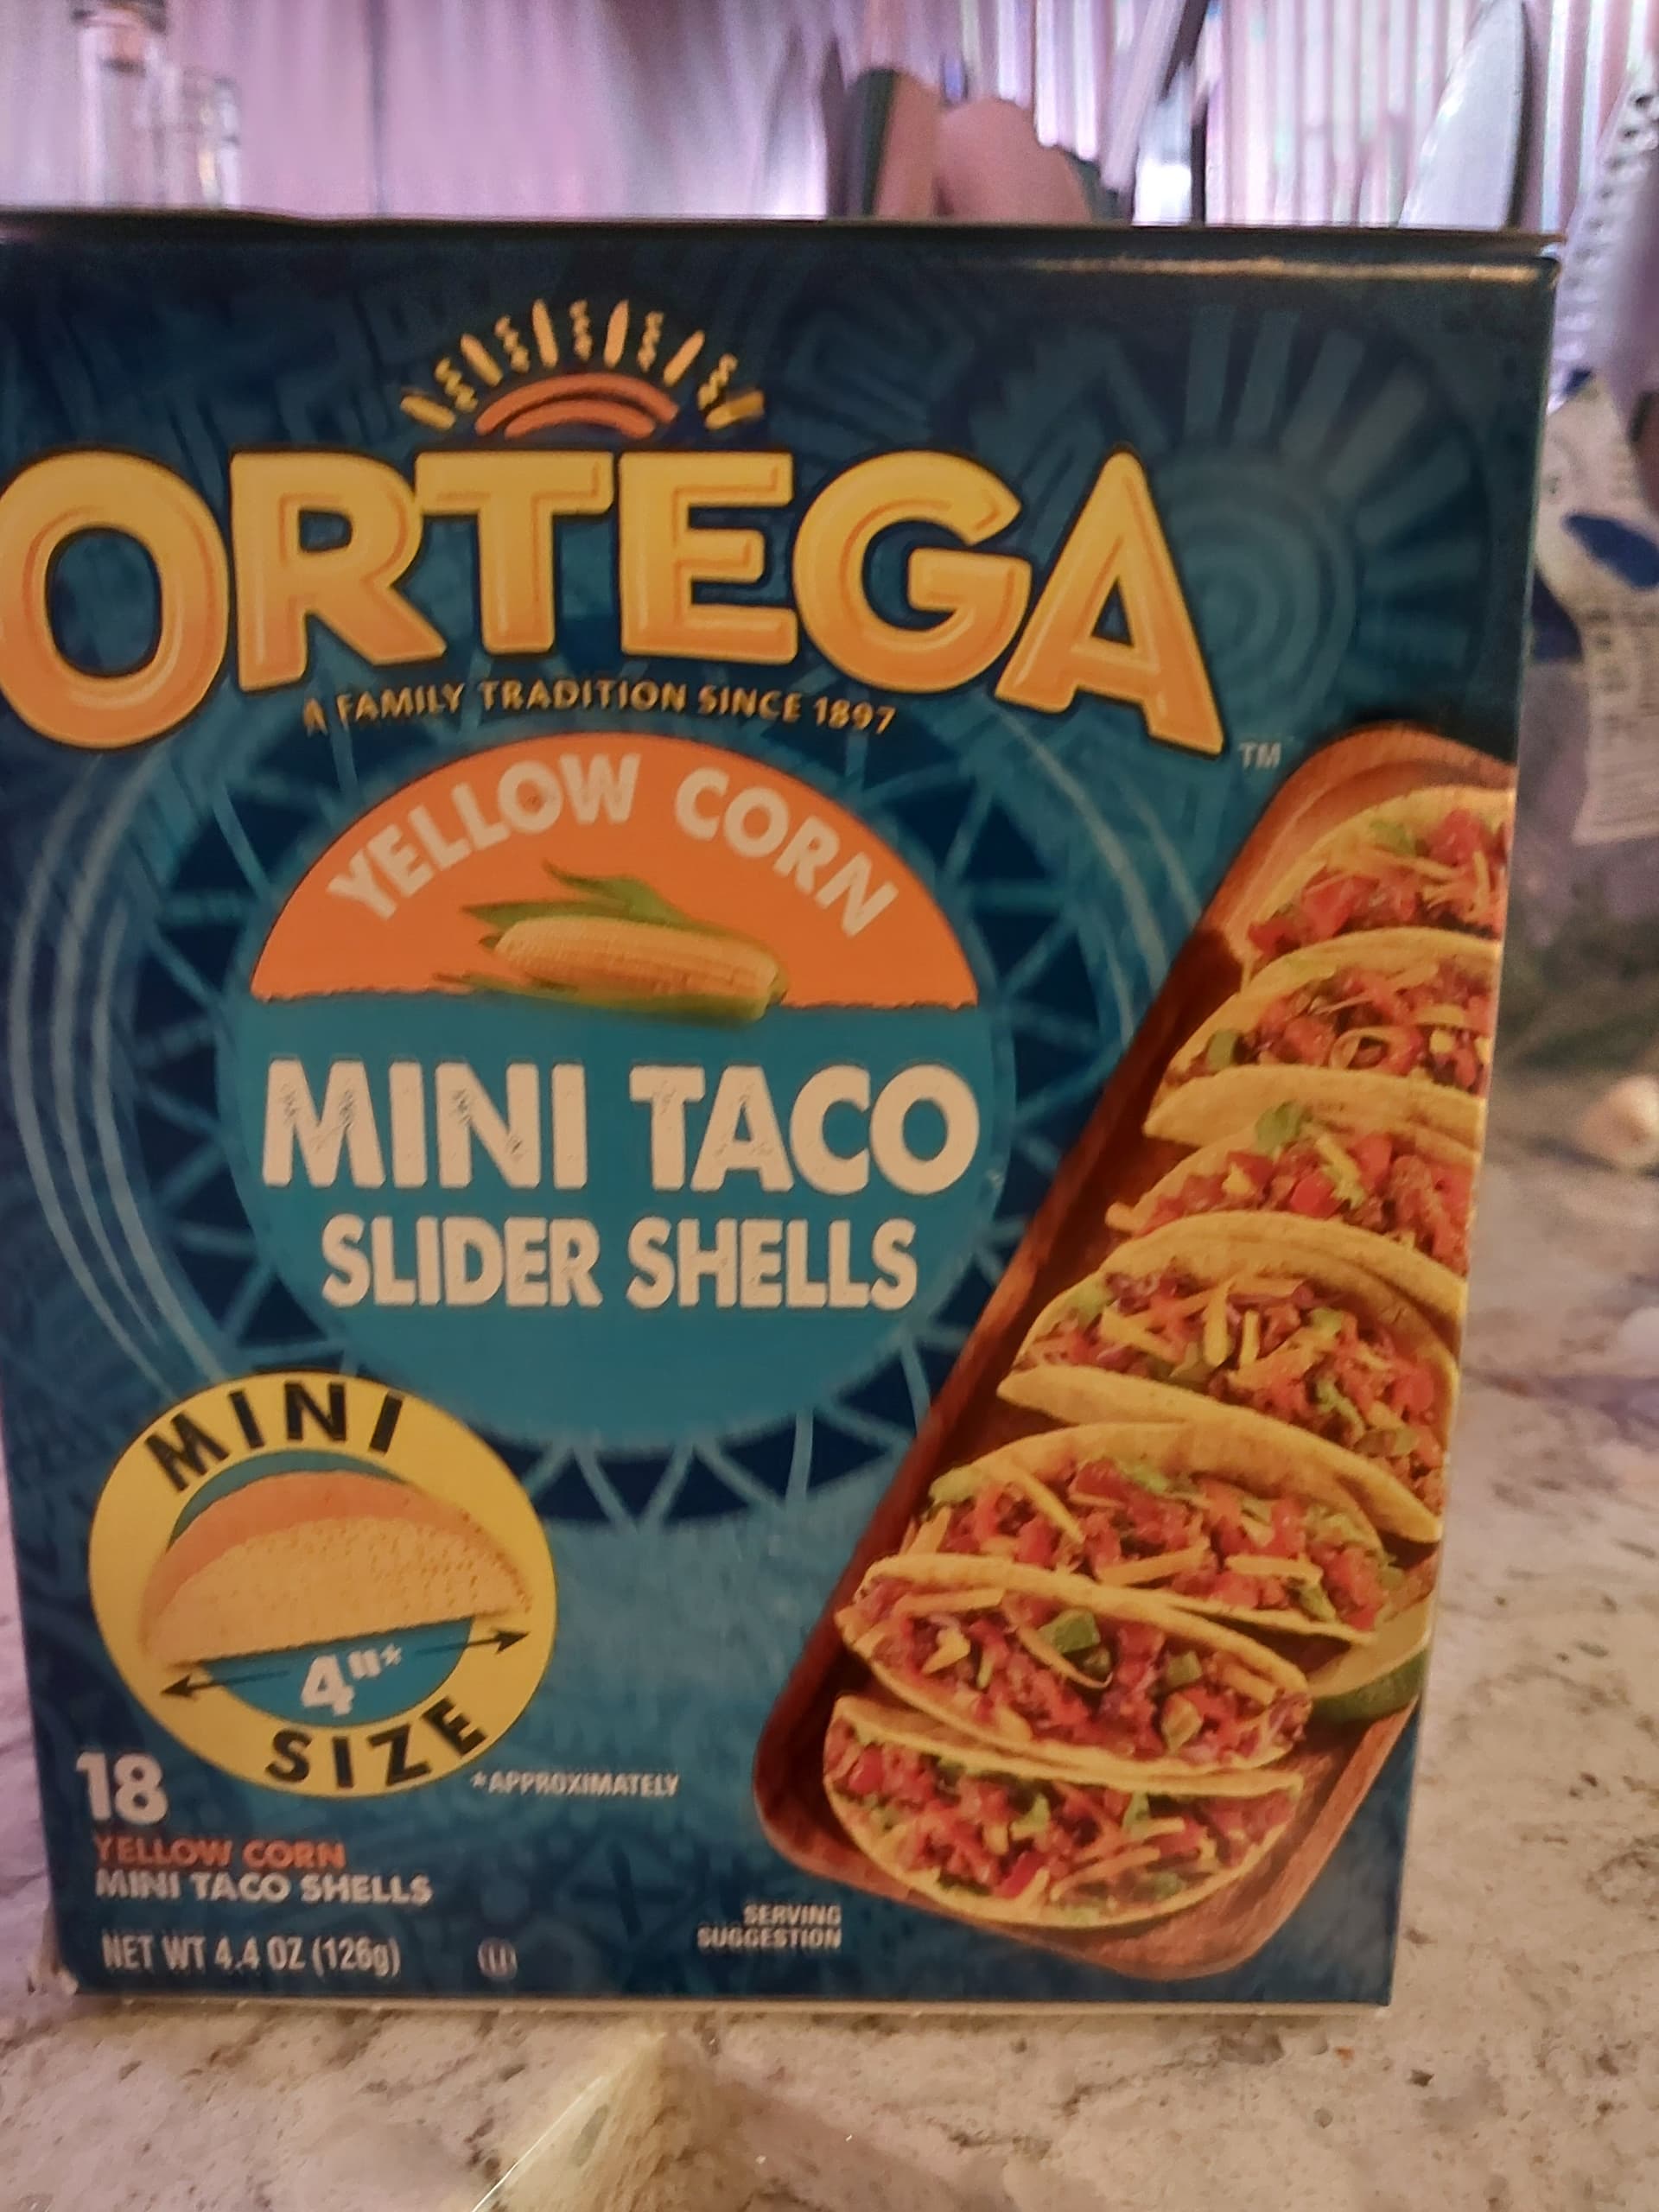 ORTEGA
A FAMILY TRADITION SINCE 1897
TM
YELLOW CORN
MINI TACO
SLIDER SHELLS
MINI
4"*
SIZE
*APPROXIMATELY
18
YELLOW CORN
MINI TACO SHELLS
NET WT 4.4 OZ (126g)
U
SERVING
SUGGESTION